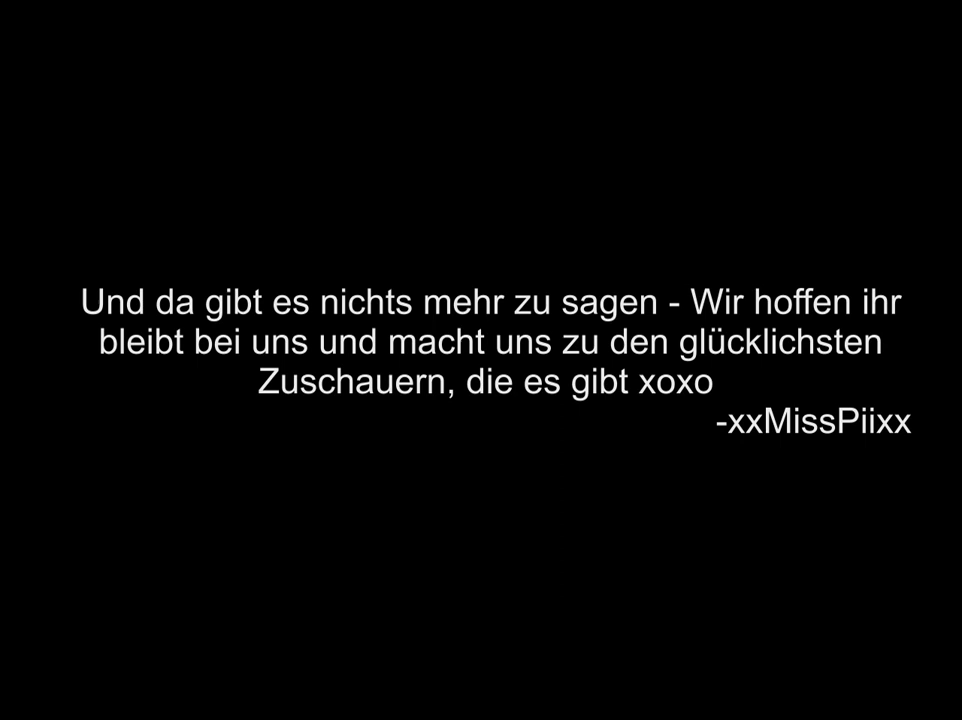 Und da gibt es nichts mehr zu sagen - Wir hoffen ihr
bleibt bei uns und macht uns zu den glücklichsten
Zuschauern, die es gibt xoxo
-xxMissPiixx